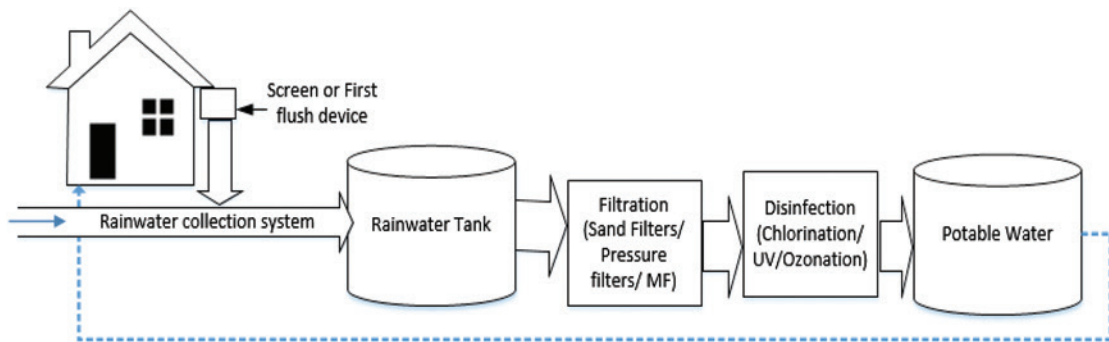 Screen or First
flush device
Rainwater collection system
Rainwater Tank
Filtration
(Sand Filters/
Pressure
filters/ MF)
Disinfection
(Chlorination/
UV/Ozonation)
Potable Water